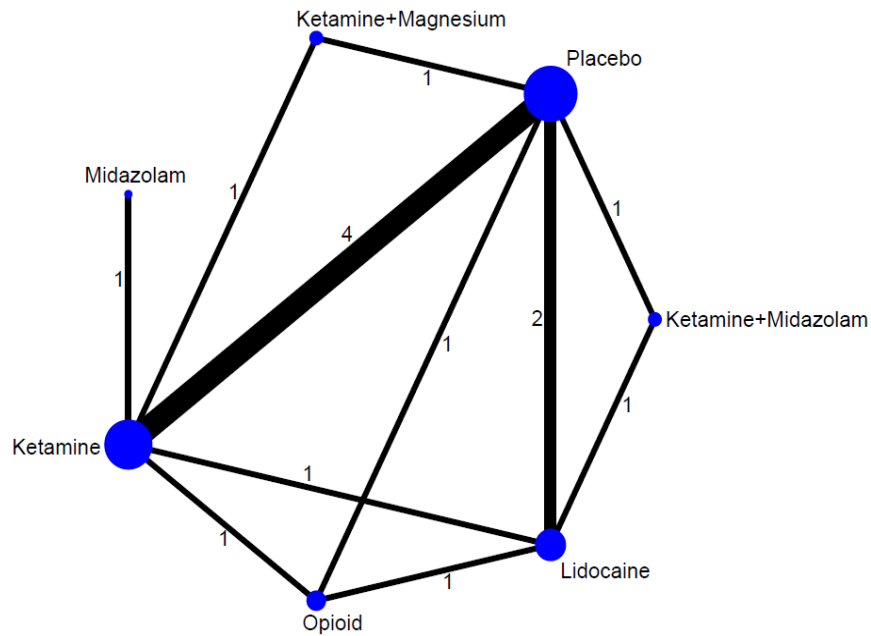 Ketamine+Magnesium
Placebo
1
Midazolam
1
4
1
1
2
Ketamine+Midazolam
1
1
Ketamine
1
1
1
Lidocaine
Opioid